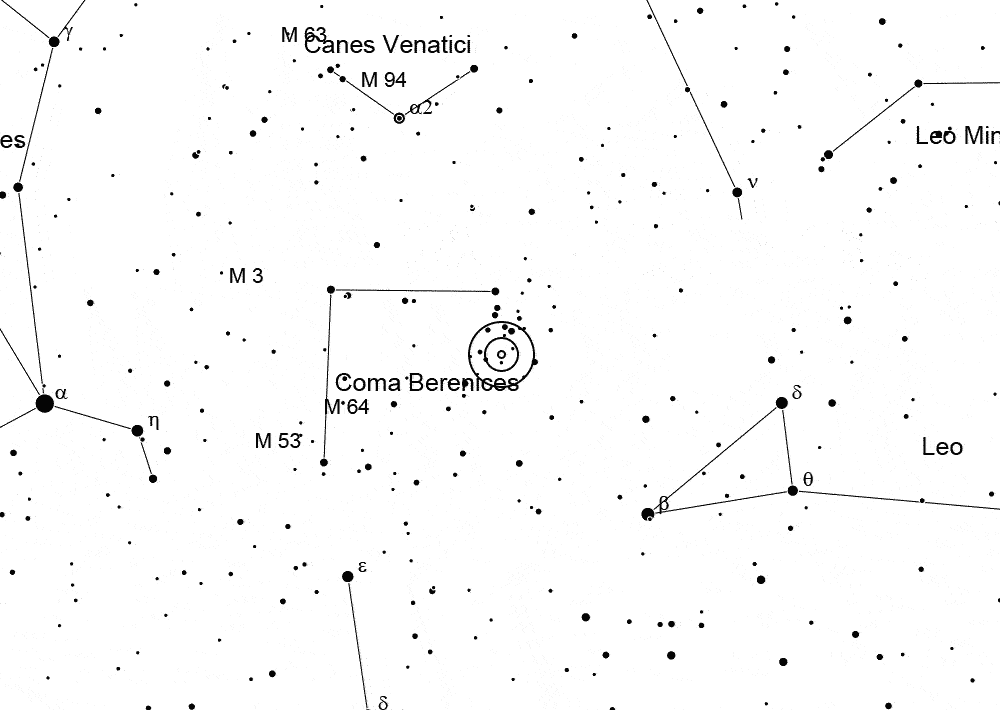 γ
M 63
Canes Venatici
M 94
α2
es
Leo Min
ν
M 3
Coma Berenices
M 64
M 53
α
η
δ
Leo
θ
β
ε
δ